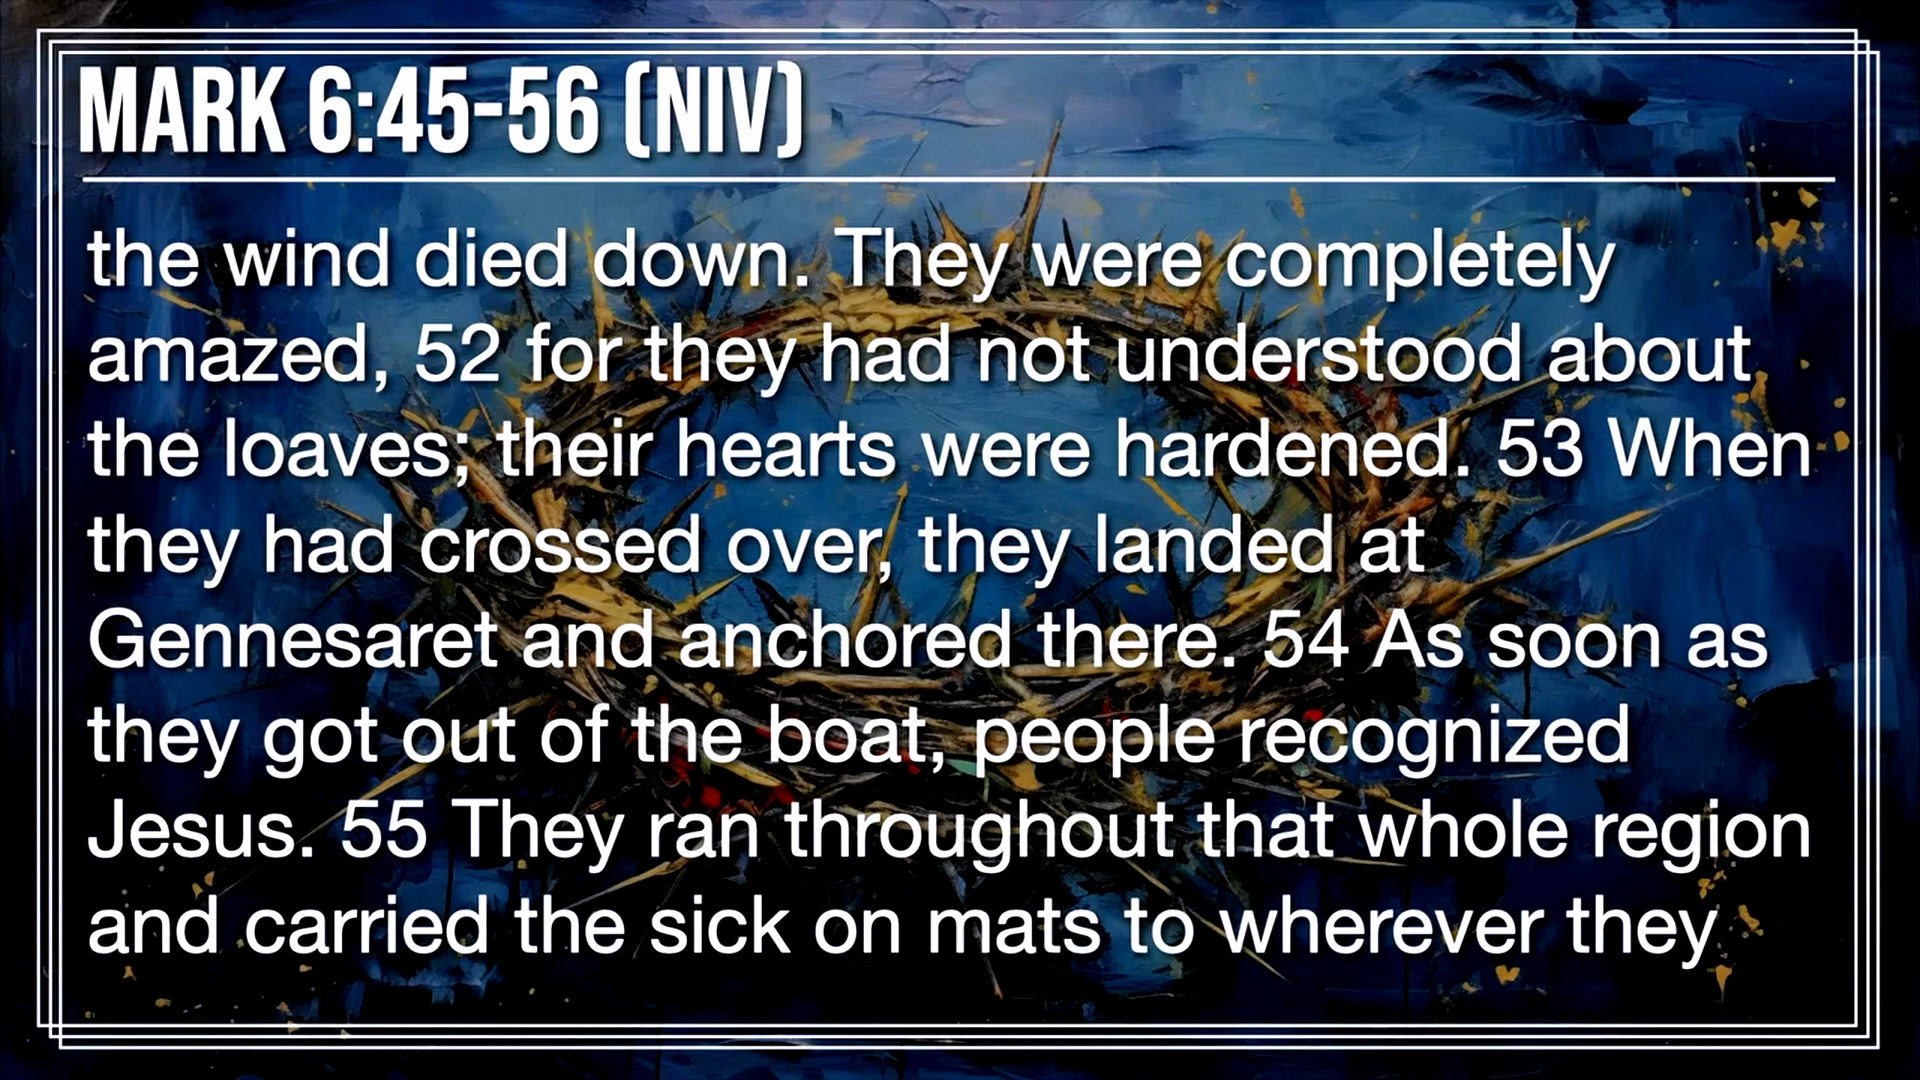 MARK 6:45-56 (NIV)
the wind died down. They were completely
amazed, 52 for they had not understood about
the loaves; their hearts were hardened. 53 When
they had crossed over, they landed at
Gennesaret and anchored there. 54 As soon as
they got out of the boat, people recognized
Jesus. 55 They ran throughout that whole region
and carried the sick on mats to wherever they